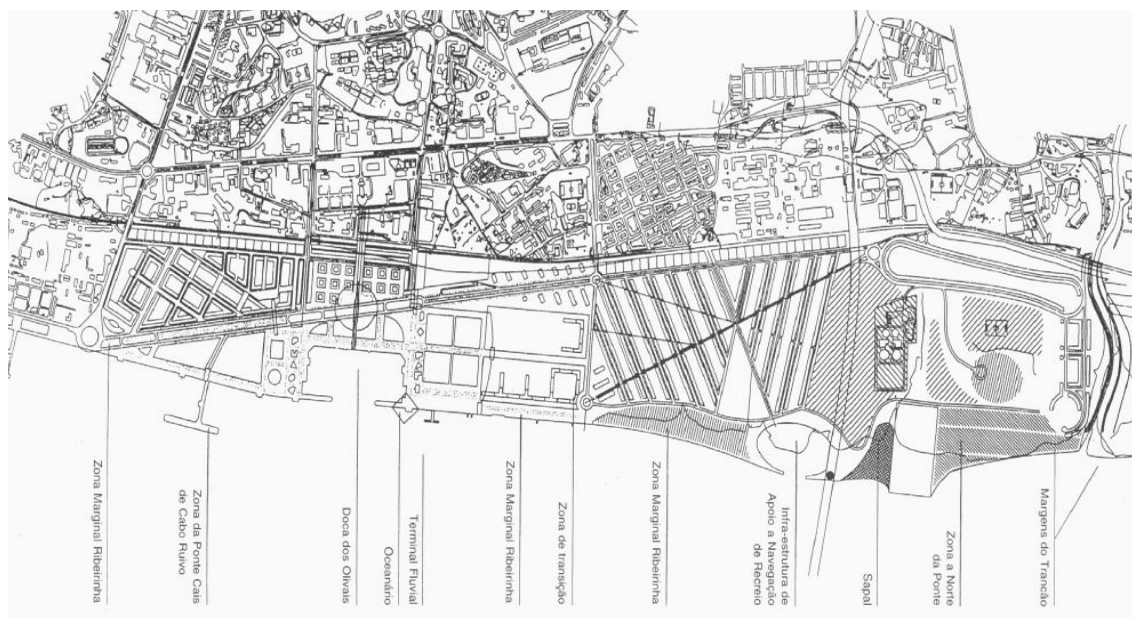 Zona Marginal Ribeirinha
Zona da Ponte Cais
de Cabo Ruivo
Doca dos Olivais
Oceanário
Terminal Fluvial
Zona Marginal Ribeirinha
Zona de transição
Zona Marginal Ribeirinha
Infra-estrutura de
Apoio a Navegação
de Recreio
Sapal
Zona a Norte
da Ponte
Margens do Trancão